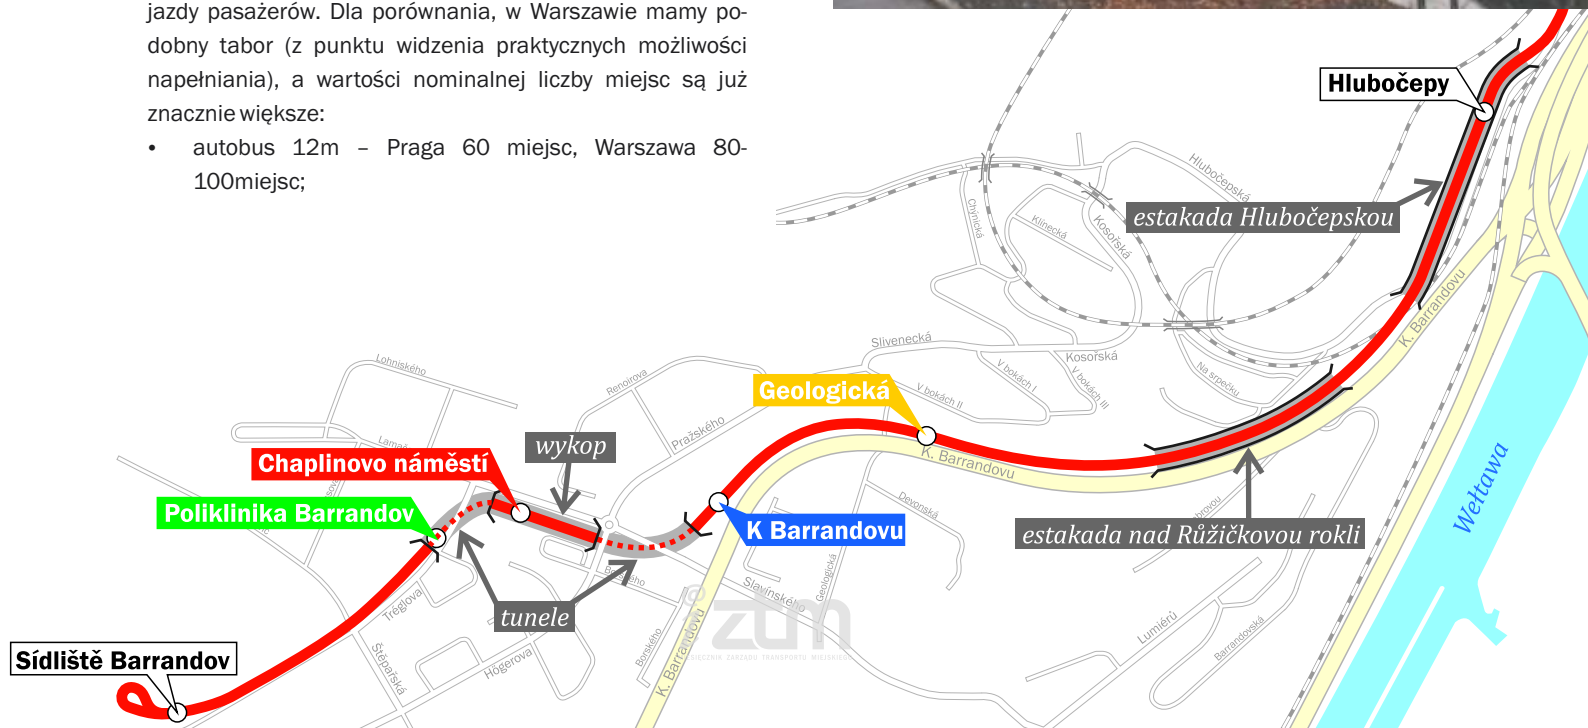 jazdy pasażerów. Dla porównania, w Warszawie mamy po-
dobny tabor (z punktu widzenia praktycznych możliwości
napełniania), a wartości nominalnej liczby miejsc są już
znacznie większe:
• autobus 12m – Praga 60 miejsc, Warszawa 80-
100miejsc;
Hlubočepy
Hlubočepská
estakada Hlubočepskou
Chýnická
Klinecká
Kosořská
K. Barrandovu
Slivenecká
Kosořská
Lohniského
Renoirova
Na srpečku
V bokách I
V bokách III
V bokách II
Geologická
Pražského
wykop
Chaplinovo náměstí
K. Barrandovu
Wełtawa
Poliklinika Barrandov
Devonská
K Barrandovu
estakada nad Růžičkovou rokli
Tréglova
tunele
Slavínského
Geologická
Borského
K. Barrandovu
Lumiérů
Barrandovská
Štěpařská
Högerova
Sídliště Barrandov
@
ztm